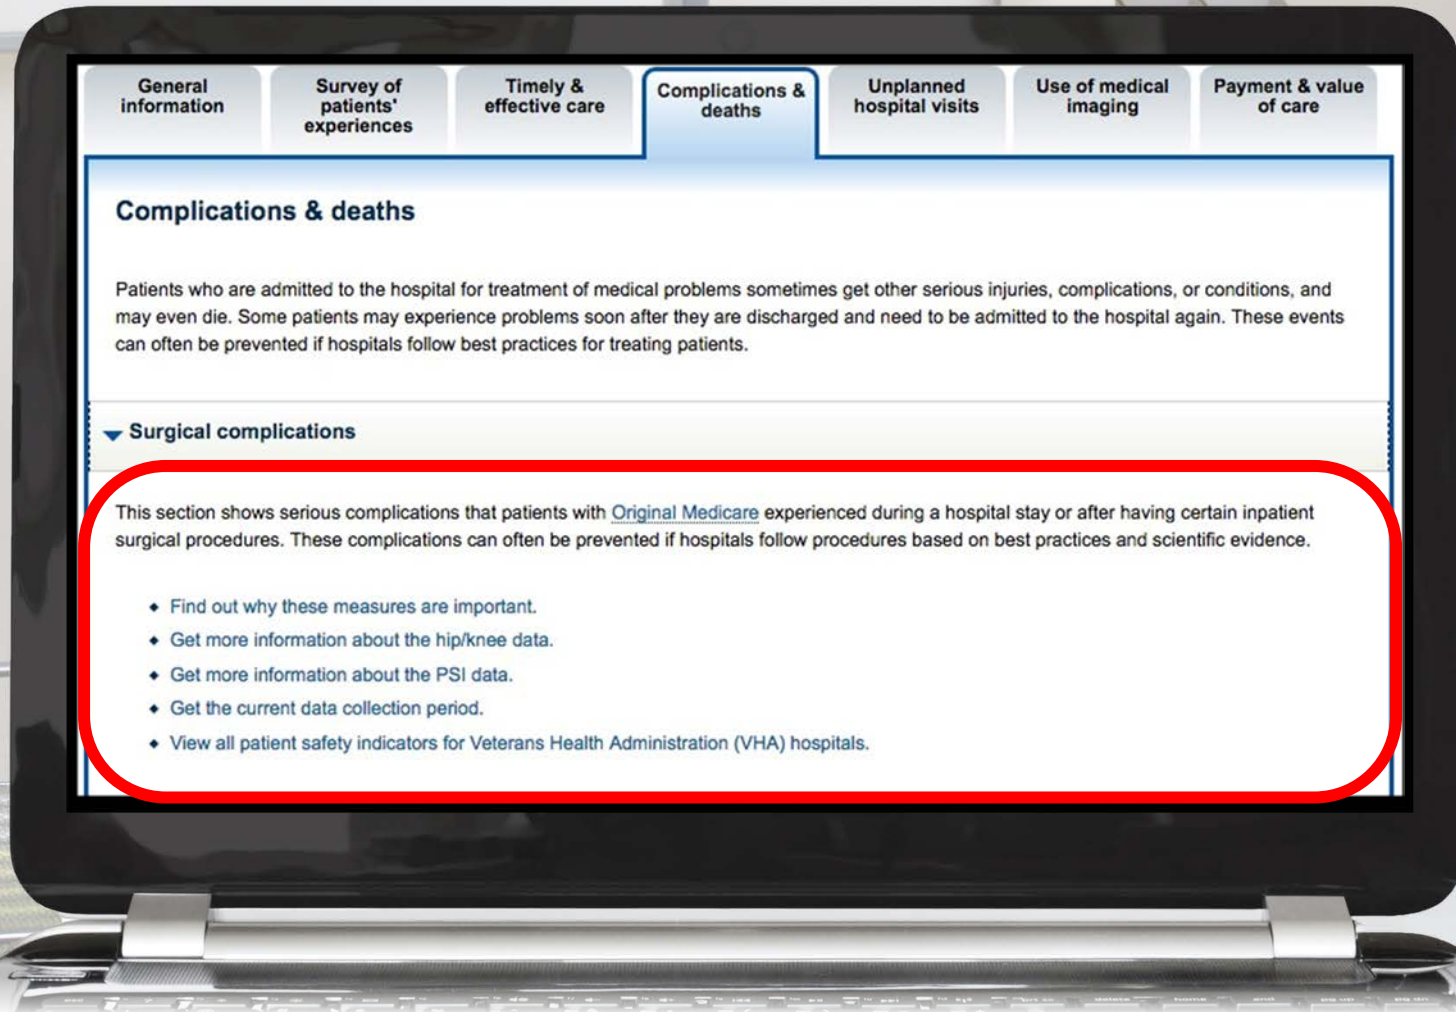 General information
Survey of patients' experiences
Timely & effective care
Complications & deaths
Unplanned hospital visits
Use of medical imaging
Payment & value of care
Complications & deaths
Patients who are admitted to the hospital for treatment of medical problems sometimes get other serious injuries, complications, or conditions, and
may even die. Some patients may experience problems soon after they are discharged and need to be admitted to the hospital again. These events
can often be prevented if hospitals follow best practices for treating patients.
Surgical complications
This section shows serious complications that patients with Original Medicare experienced during a hospital stay or after having certain inpatient
surgical procedures. These complications can often be prevented if hospitals follow procedures based on best practices and scientific evidence.
Find out why these measures are important.
Get more information about the hip/knee data.
Get more information about the PSI data.
Get the current data collection period.
View all patient safety indicators for Veterans Health Administration (VHA) hospitals.
delete home end pg up pg dn